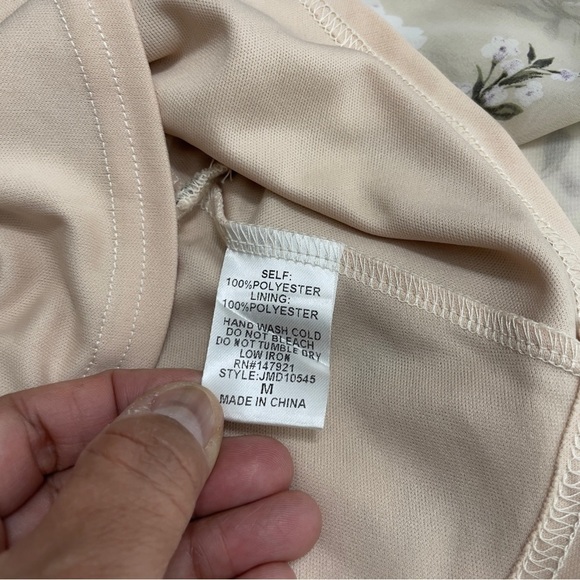 SELF:
100%POLYESTER
LINING:
100%POLYESTER
HAND WASH COLD
DO NOT BLEACH
DO NOT TUMBLE DRY
LOW IRON
RN#147921
STYLE:JMD10545
M
MADE IN CHINA